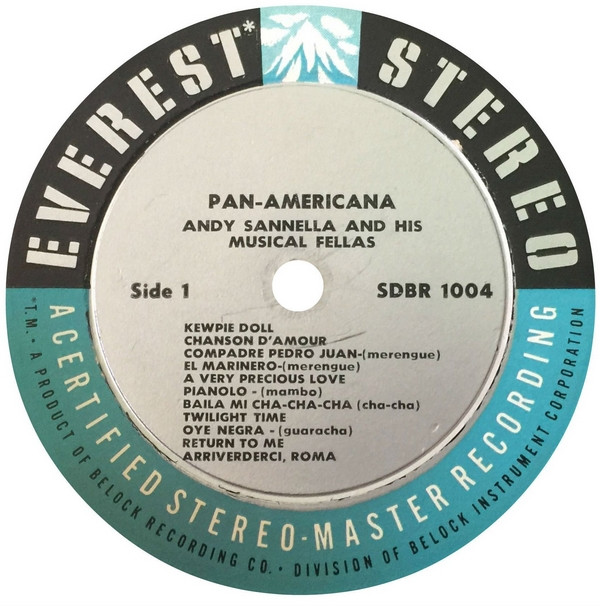 EVEREST* STEREO
PAN-AMERICANA
ANDY SANNELLA AND HIS
MUSICAL FELLAS
Side 1
SDBR 1004
KEWPIE DOLL
CHANSON D'AMOUR
COMPADRE PEDRO JUAN-(merengue)
EL MARINERO-(merengue)
A VERY PRECIOUS LOVE
PIANOLO - (mambo)
BAILA MI CHA-CHA-CHA (cha-cha)
TWILIGHT TIME
OYE NEGRA - (guaracha)
RETURN TO ME
ARRIVERDERCI, ROMA
A CERTIFIED STEREO-MASTER RECORDING
*T.M. • A PRODUCT OF BELOCK RECORDING CO. • DIVISION OF BELOCK INSTRUMENT CORPORATION